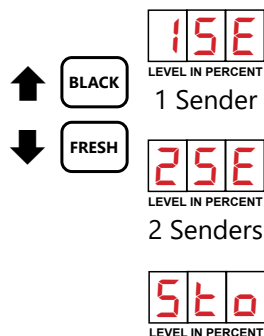 1SE
LEVEL IN PERCENT
1 Sender
BLACK
FRESH
2SE
LEVEL IN PERCENT
2 Senders
Sto
LEVEL IN PERCENT